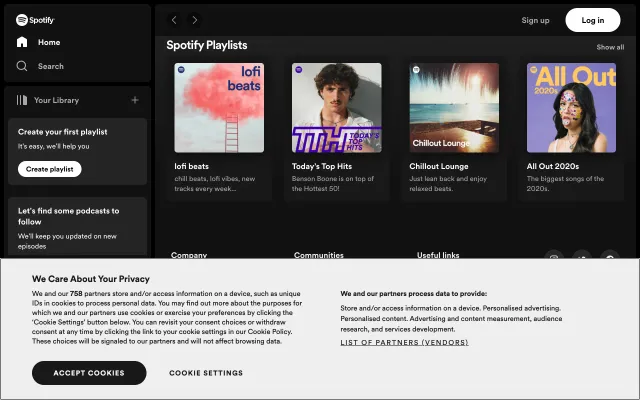 Spotify
Home
Search
Your Library
Create your first playlist
It's easy, we'll help you
Create playlist
Let's find some podcasts to
follow
We'll keep you updated on new
episodes
Sign up
Log in
Spotify Playlists
Show all
lofi
beats
lofi beats
chill beats, lofi vibes, new
tracks every week...
TTH
TODAY'S
TOP
HITS
Today's Top Hits
Benson Boone is on top of
the Hottest 50!
Chillout Lounge
Chillout Lounge
Just lean back and enjoy
relaxed beats.
All Out
2020s
All Out 2020s
The biggest songs of the
2020s.
Company
Communities
Useful links
We Care About Your Privacy
We and our 758 partners store and/or access information on a device, such as unique
IDs in cookies to process personal data. You may find out more about the purposes for
which we and our partners use cookies or exercise your preferences by clicking the
'Cookie Settings' button below. You can revisit your consent choices or withdraw
consent at any time by clicking the link to your cookie settings in our Cookie Policy.
These choices will be signaled to our partners and will not affect browsing data.
We and our partners process data to provide:
Store and/or access information on a device. Personalised advertising.
Personalised content. Advertising and content measurement, audience
research, and services development.
LIST OF PARTNERS (VENDORS)
ACCEPT COOKIES
COOKIE SETTINGS